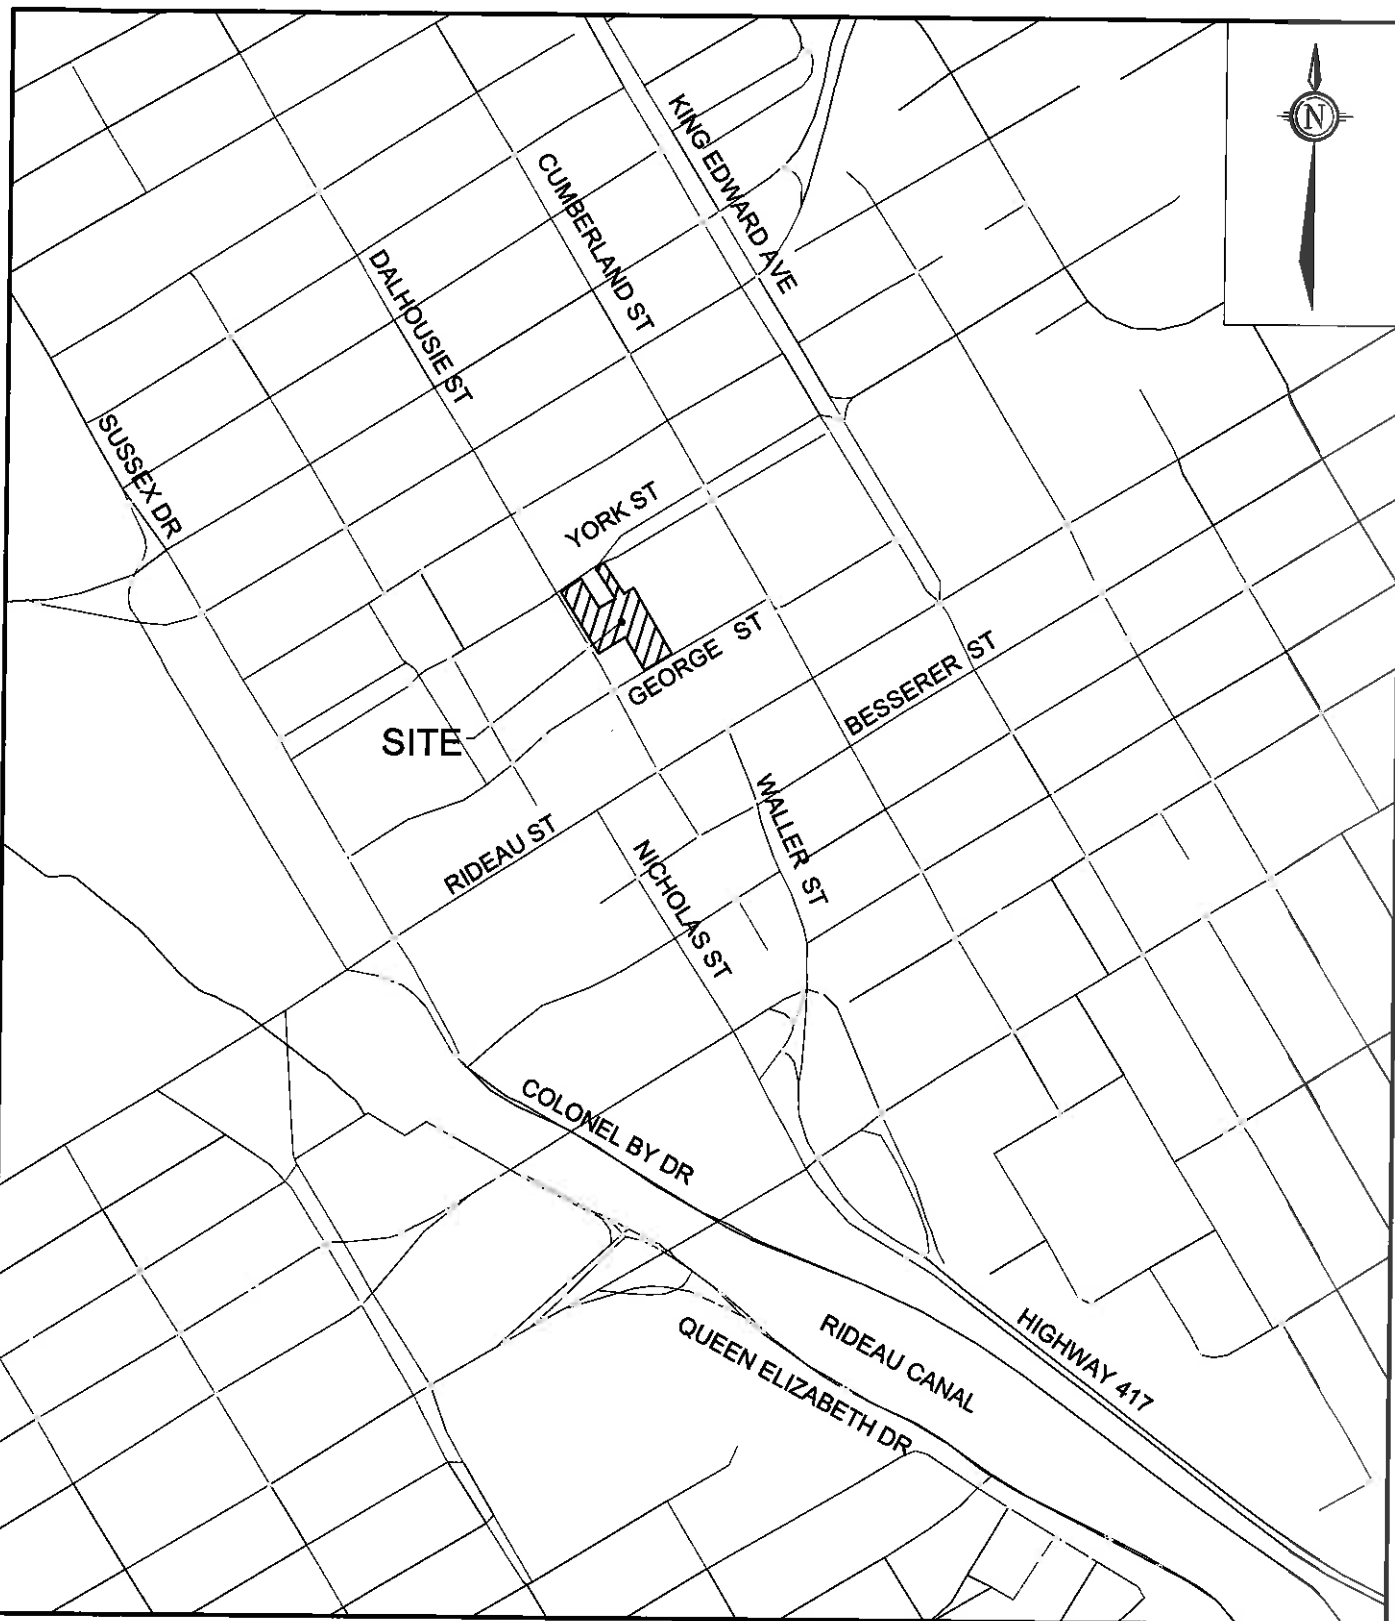 N
KING EDWARD AVE
CUMBERLAND ST
DALHOUSIE ST
SUSSEX DR
YORK ST
GEORGE ST
BESSERER ST
SITE
WALLER ST
RIDEAU ST
NICHOLAS ST
COLONEL BY DR
RIDEAU CANAL
HIGHWAY 417
QUEEN ELIZABETH DR